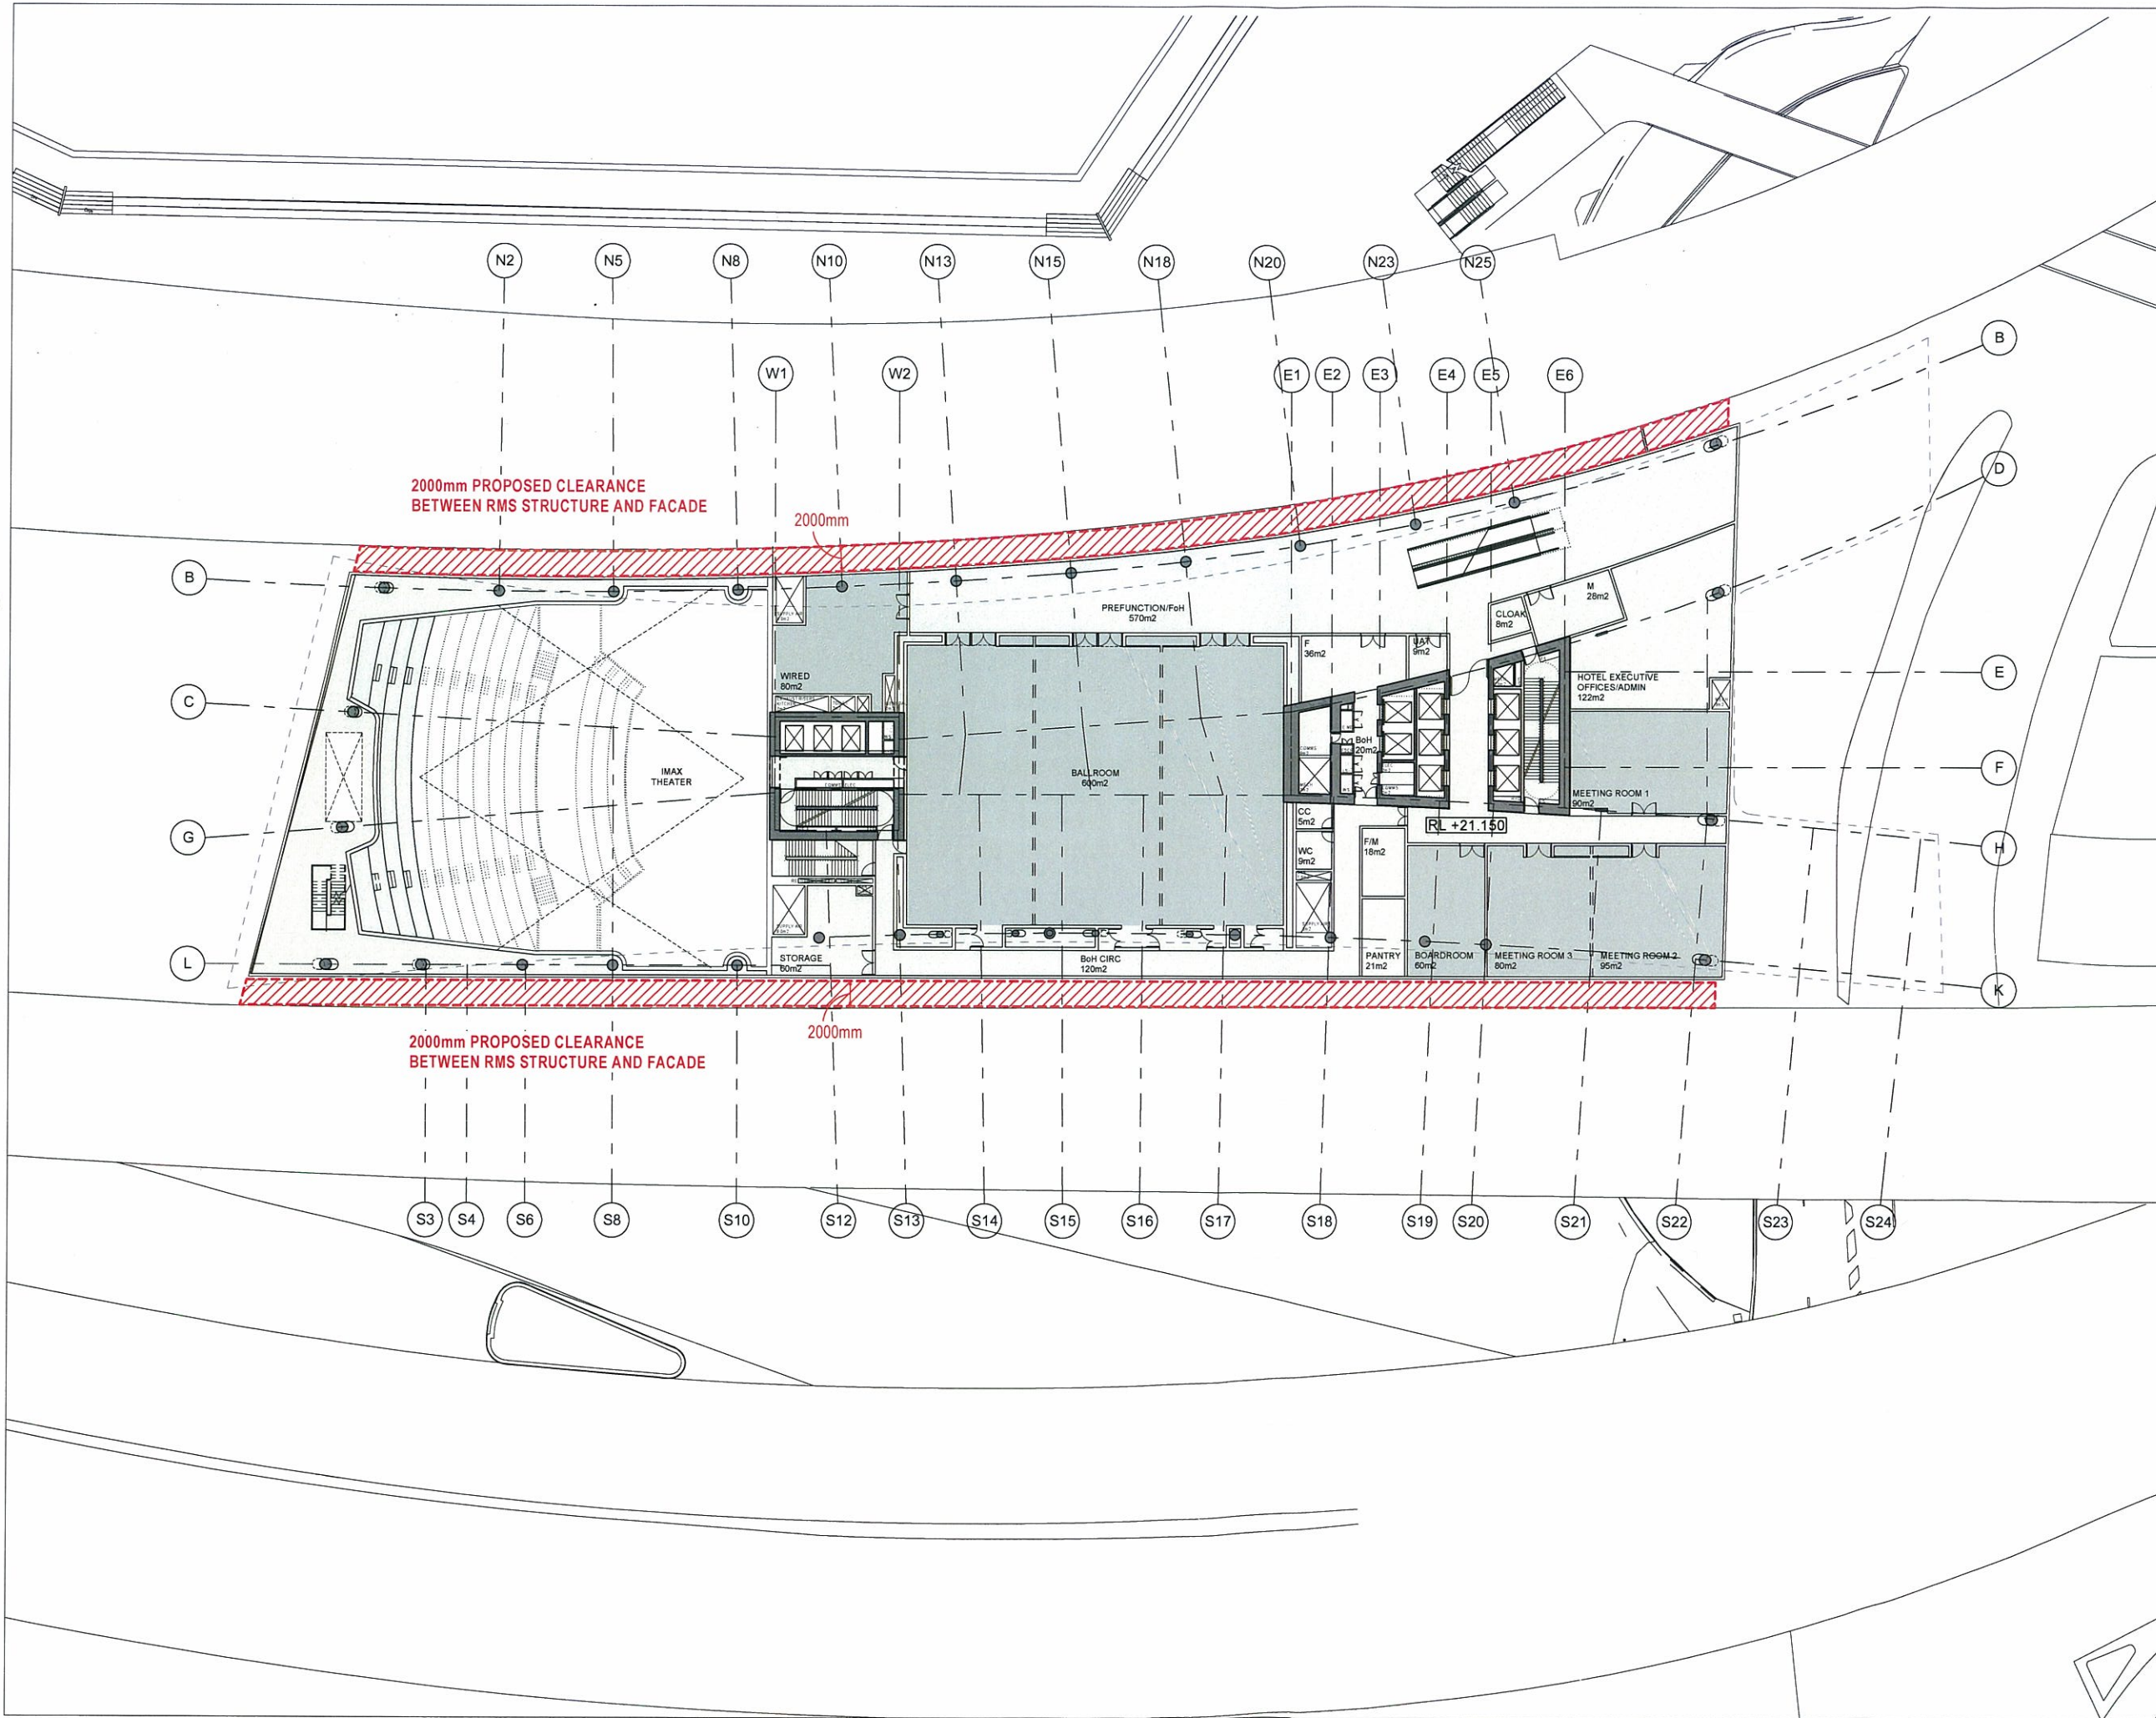 N2
N5
N8
N10
N13
N15
N18
N20
N23
N25
B
W1
W2
E1
E2
E3
E4
E5
E6
D
2000mm PROPOSED CLEARANCE
BETWEEN RMS STRUCTURE AND FACADE
2000mm
B
M
28m2
CLOAK
8m2
PREFUNCTION/FoH
570m2
F
36m2
UAT
9m2
WIRED
80m2
HOTEL EXECUTIVE
OFFICES/ADMIN
122m2
E
C
BoH
20m2
IMAX
THEATER
BALLROOM
600m2
F
MEETING ROOM 1
90m2
CC
5m2
RL +21.150
G
F/M
18m2
WC
9m2
H
L
STORAGE
60m2
BoH CIRC
120m2
PANTRY
21m2
BOARDROOM
60m2
MEETING ROOM 3
80m2
MEETING ROOM 2
95m2
K
2000mm
2000mm PROPOSED CLEARANCE
BETWEEN RMS STRUCTURE AND FACADE
S3
S4
S6
S8
S10
S12
S13
S14
S15
S16
S17
S18
S19
S20
S21
S22
S23
S24